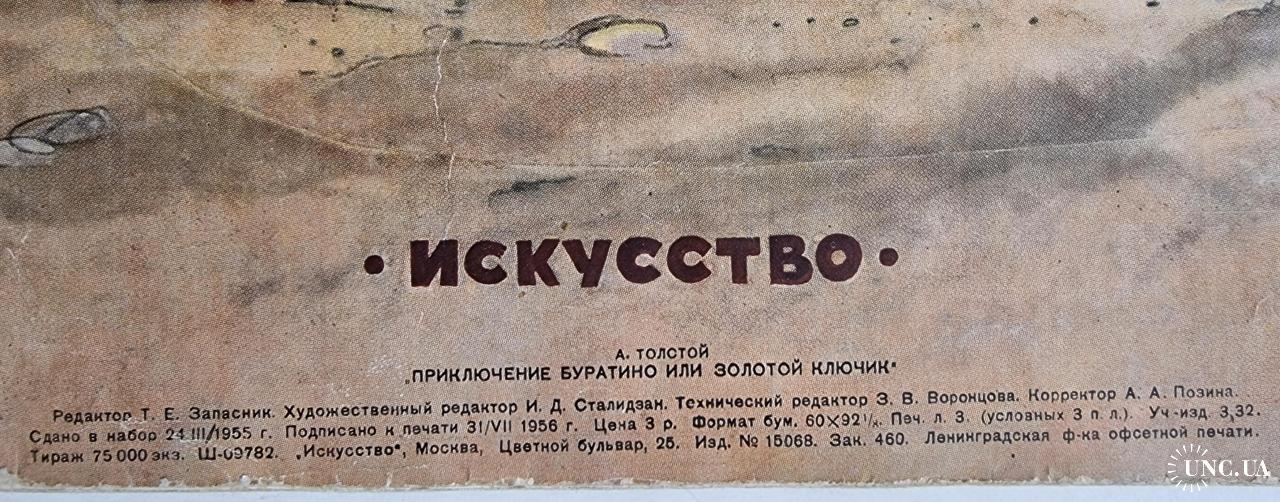 • ИСКУССТВО •
А. ТОЛСТОЙ
„ПРИКЛЮЧЕНИЕ БУРАТИНО ИЛИ ЗОЛОТОЙ КЛЮЧИК"
Редактор Т. Е. Запасник. Художественный редактор И. Д. Сталидзан. Технический редактор З. В. Воронцова. Корректор А. А. Позина.
Сдано в набор 24 III/1955 г. Подписано к печати 31/VII 1956 г. Цена 3 р. Формат бум. 60×92 Печ. л. 3. (условных 3 п л.). Уч-изд 3,32.
Тираж 75 000 экз. Ш-09782. „Искусство", Москва, Цветной бульвар, 25. Изд. № 15068. Зак. 460. Ленинградская ф-ка офсетной печати.
UNC.UA